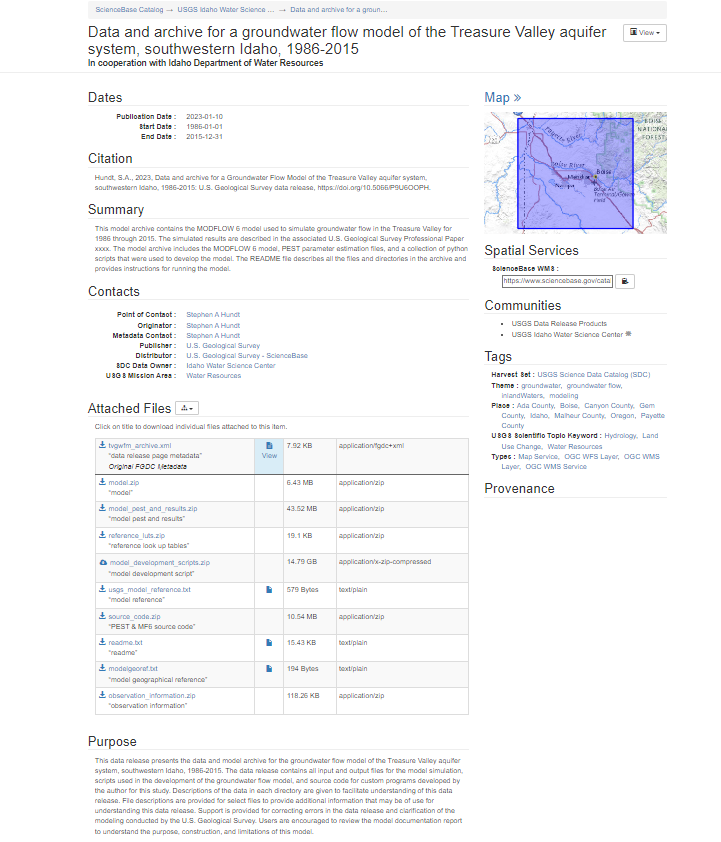 ScienceBase Catalog → USGS Idaho Water Science ... → Data and archive for a groun...
Data and archive for a groundwater flow model of the Treasure Valley aquifer
system, southwestern Idaho, 1986-2015
In cooperation with Idaho Department of Water Resources
View
Dates
Publication Date : 2023-01-10
Start Date : 1986-01-01
End Date : 2015-12-31
Citation
Hundt, S.A., 2023, Data and archive for a Groundwater Flow Model of the Treasure Valley aquifer system,
southwestern Idaho, 1986-2015: U.S. Geological Survey data release, https://doi.org/10.5066/P9U6OOPH.
Summary
This model archive contains the MODFLOW 6 model used to simulate groundwater flow in the Treasure Valley for
1986 through 2015. The simulated results are described in the associated U.S. Geological Survey Professional Paper
xxxx. The model archive includes the MODFLOW 6 model, PEST parameter estimation files, and a collection of python
scripts that were used to develop the model. The README file describes all the files and directories in the archive and
provides instructions for running the model.
Contacts
Point of Contact : Stephen A Hundt
Originator : Stephen A Hundt
Metadata Contact : Stephen A Hundt
Publisher : U.S. Geological Survey
Distributor : U.S. Geological Survey - ScienceBase
SDC Data Owner : Idaho Water Science Center
USGS Mission Area : Water Resources
Attached Files
Click on title to download individual files attached to this item.
tvgwfm_archive.xml
"data release page metadata"
Original FGDC Metadata
View
7.92 KB
application/fgdc+xml
model.zip
"model"
6.43 MB
application/zip
model_pest_and_results.zip
"model pest and results"
43.52 MB
application/zip
reference_luts.zip
"reference look up tables"
19.1 KB
application/zip
model_development_scripts.zip
"model development script"
14.79 GB
application/x-zip-compressed
usgs_model_reference.txt
"model reference"
579 Bytes
text/plain
source_code.zip
"PEST & MF6 source code"
10.54 MB
application/zip
readme.txt
"readme"
15.43 KB
text/plain
modelgeoref.txt
"model geographical reference"
194 Bytes
text/plain
observation_information.zip
"observation information"
118.26 KB
application/zip
Purpose
This data release presents the data and model archive for the groundwater flow model of the Treasure Valley aquifer
system, southwestern Idaho, 1986-2015. The data release contains all input and output files for the model simulation,
scripts used in the development of the groundwater flow model, and source code for custom programs developed by
the author for this study. Descriptions of the data in each directory are given to facilitate understanding of this data
release. File descriptions are provided for select files to provide additional information that may be of use for
understanding this data release. Support is provided for correcting errors in the data release and clarification of the
modeling conducted by the U.S. Geological Survey. Users are encouraged to review the model documentation report
to understand the purpose, construction, and limitations of this model.
Map »
Payette River
BOISE
NATIONAL
FOREST
Boise River
Boise
Meridian
Nampa
Spatial Services
ScienceBase WMS :
https://www.sciencebase.gov/cata
Communities
• USGS Data Release Products
• USGS Idaho Water Science Center
Tags
Harvest Set : USGS Science Data Catalog (SDC)
Theme : groundwater, groundwater flow,
inlandWaters, modeling
Place : Ada County, Boise, Canyon County, Gem
County, Idaho, Malheur County, Oregon, Payette
County
USGS Scientific Topic Keyword : Hydrology, Land
Use Change, Water Resources
Types : Map Service, OGC WFS Layer, OGC WMS
Layer, OGC WMS Service
Provenance